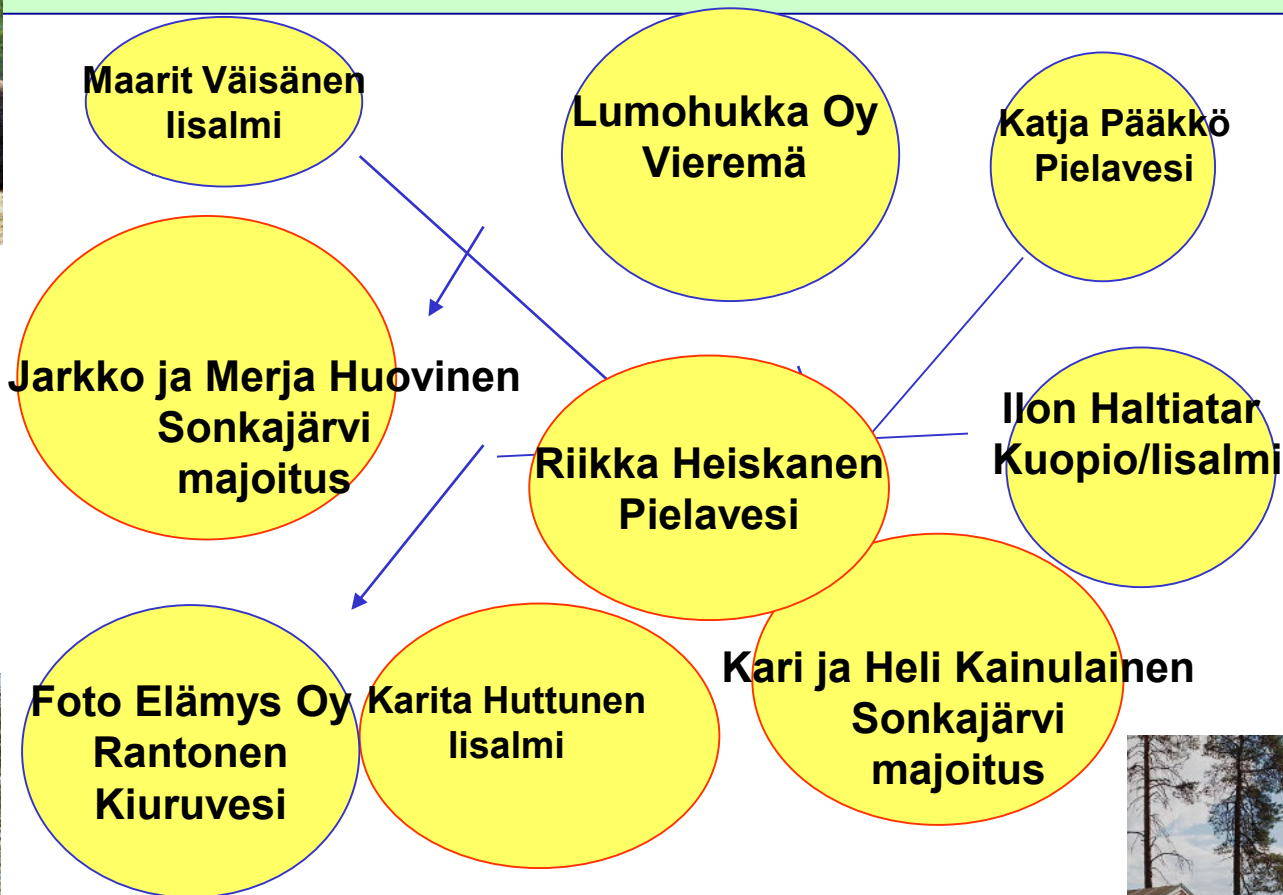 Maarit Väisänen
Iisalmi
Lumohukka Oy
Vieremä
Katja Pääkkö
Pielavesi
Jarkko ja Merja Huovinen
Sonkajärvi
majoitus
Riikka Heiskanen
Pielavesi
Ilon Haltiatar
Kuopio/Iisalmi
Foto Elämys Oy
Rantonen
Kiuruvesi
Karita Huttunen
Iisalmi
Kari ja Heli Kainulainen
Sonkajärvi
majoitus